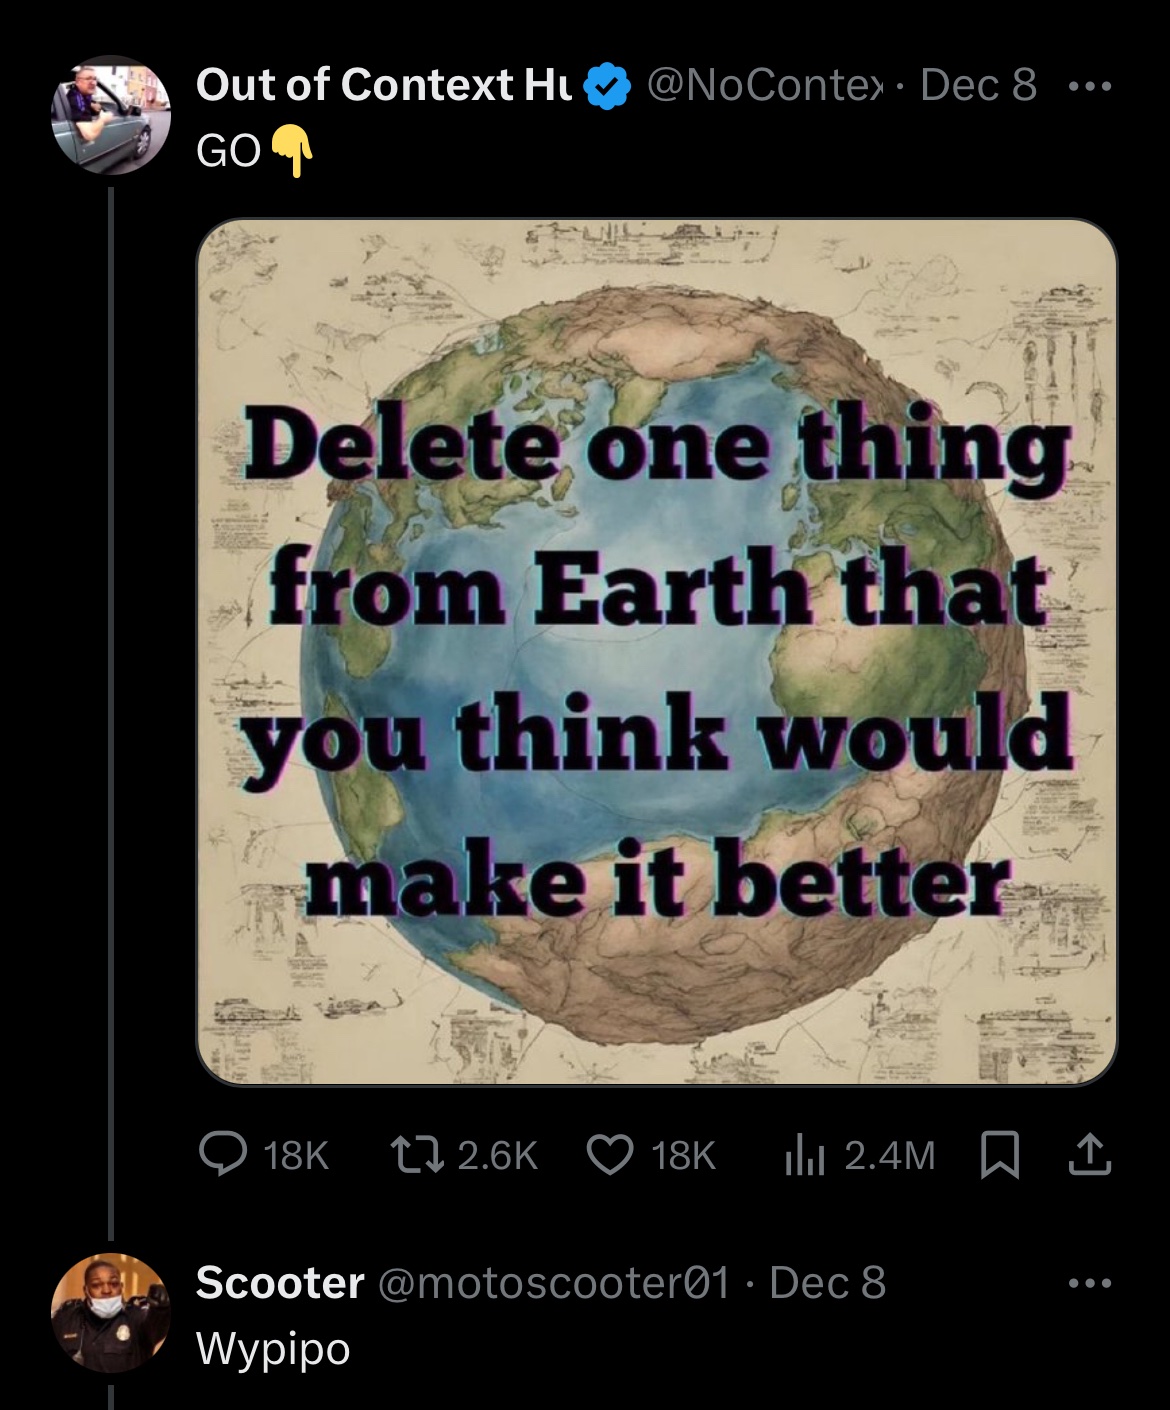 Out of Context Hu @NoContex · Dec 8
GO👇
Delete one thing
from Earth that
you think would
make it better
18K 2.6K 18K 2.4M
Scooter @motoscooter01 · Dec 8
Wypipo